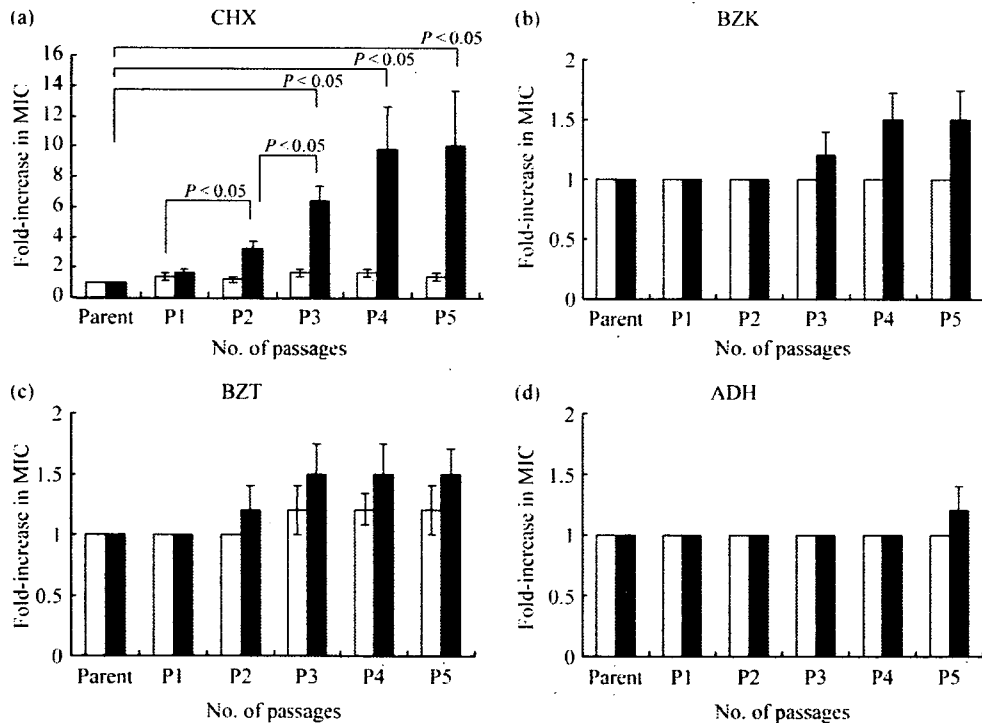 (a) CHX
P < 0.05
P < 0.05
P < 0.05
P < 0.05
Fold-increase in MIC
16
14
12
10
8
6
4
2
0
Parent P1 P2 P3 P4 P5
No. of passages
(b) BZK
Fold-increase in MIC
2
1.5
1
0.5
0
Parent P1 P2 P3 P4 P5
No. of passages
(c) BZT
Fold-increase in MIC
2
1.5
1
0.5
0
Parent P1 P2 P3 P4 P5
No. of passages
(d) ADH
Fold-increase in MIC
2
1.5
1
0.5
0
Parent P1 P2 P3 P4 P5
No. of passages